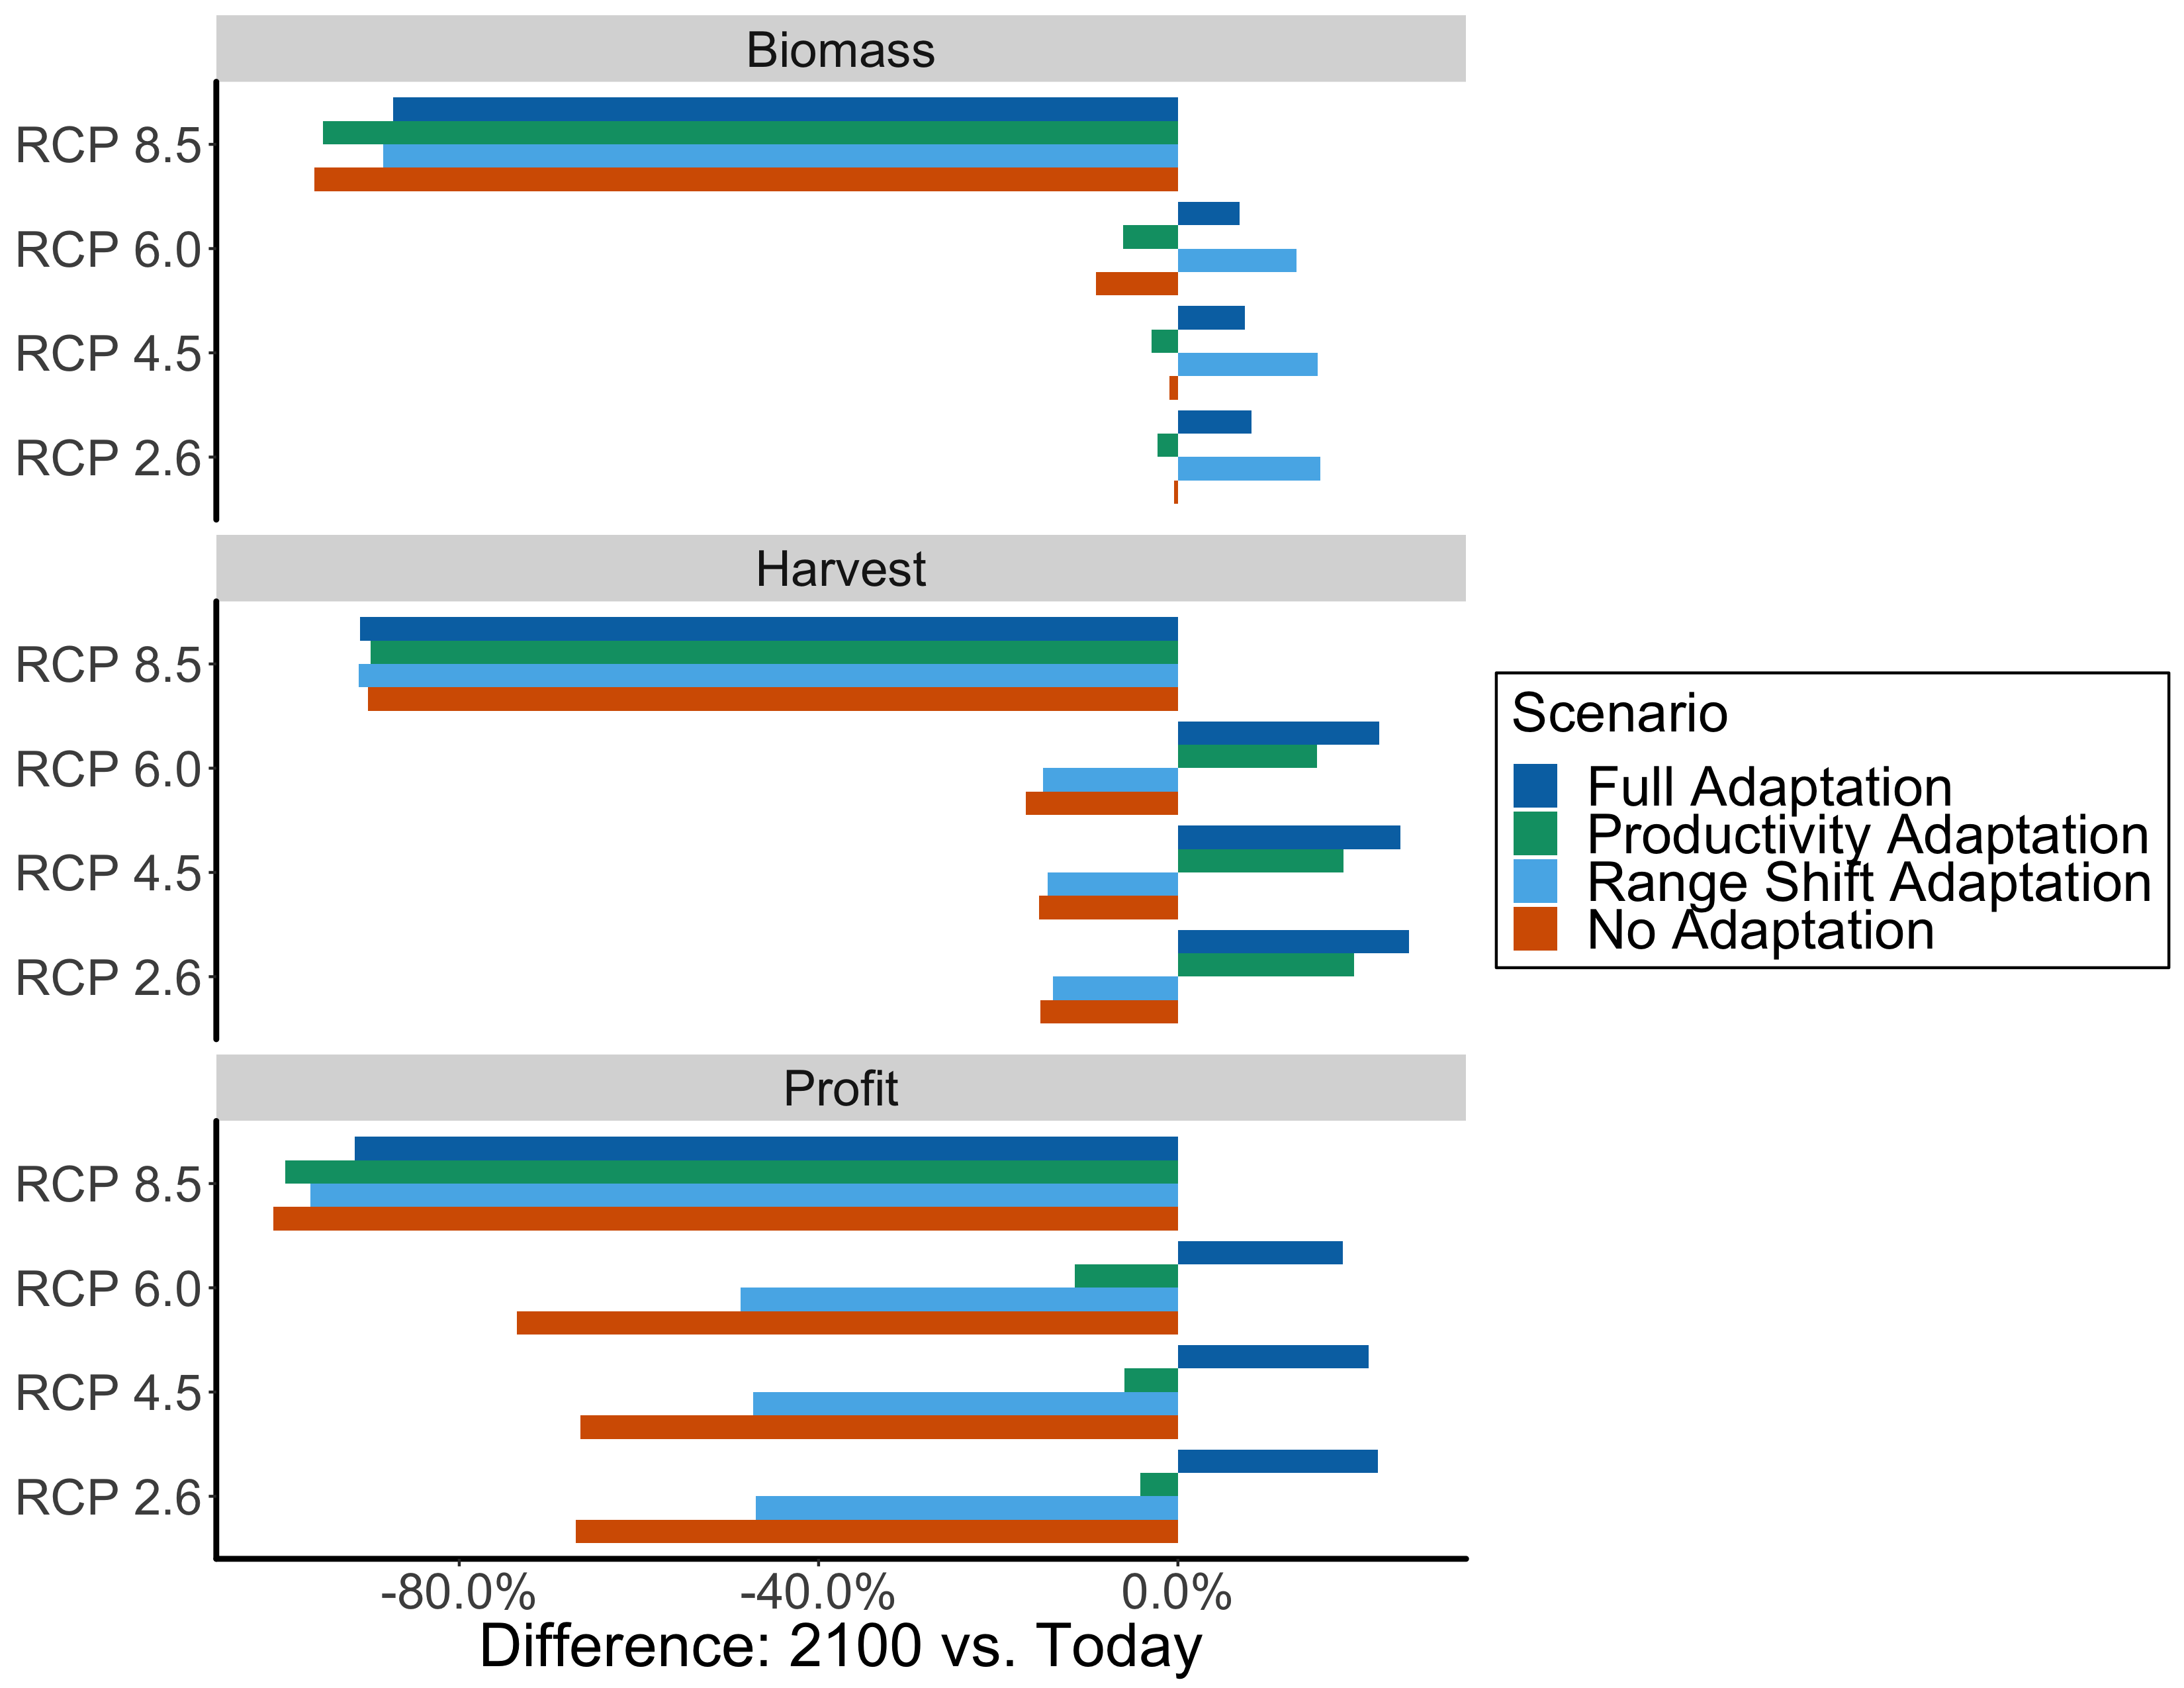 Biomass
RCP 8.5
RCP 6.0
RCP 4.5
RCP 2.6
Harvest
RCP 8.5
RCP 6.0
RCP 4.5
RCP 2.6
Profit
RCP 8.5
RCP 6.0
RCP 4.5
RCP 2.6
-80.0% -40.0% 0.0%
Difference: 2100 vs. Today
Scenario
Full Adaptation
Productivity Adaptation
Range Shift Adaptation
No Adaptation